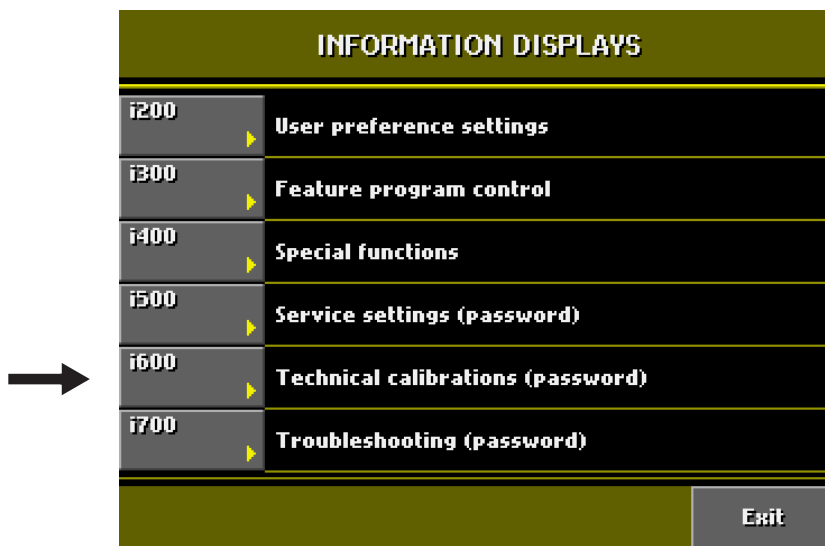 INFORMATION DISPLAYS
i200
User preference settings
i300
Feature program control
i400
Special functions
i500
Service settings (password)
i600
Technical calibrations (password)
i700
Troubleshooting (password)
Exit